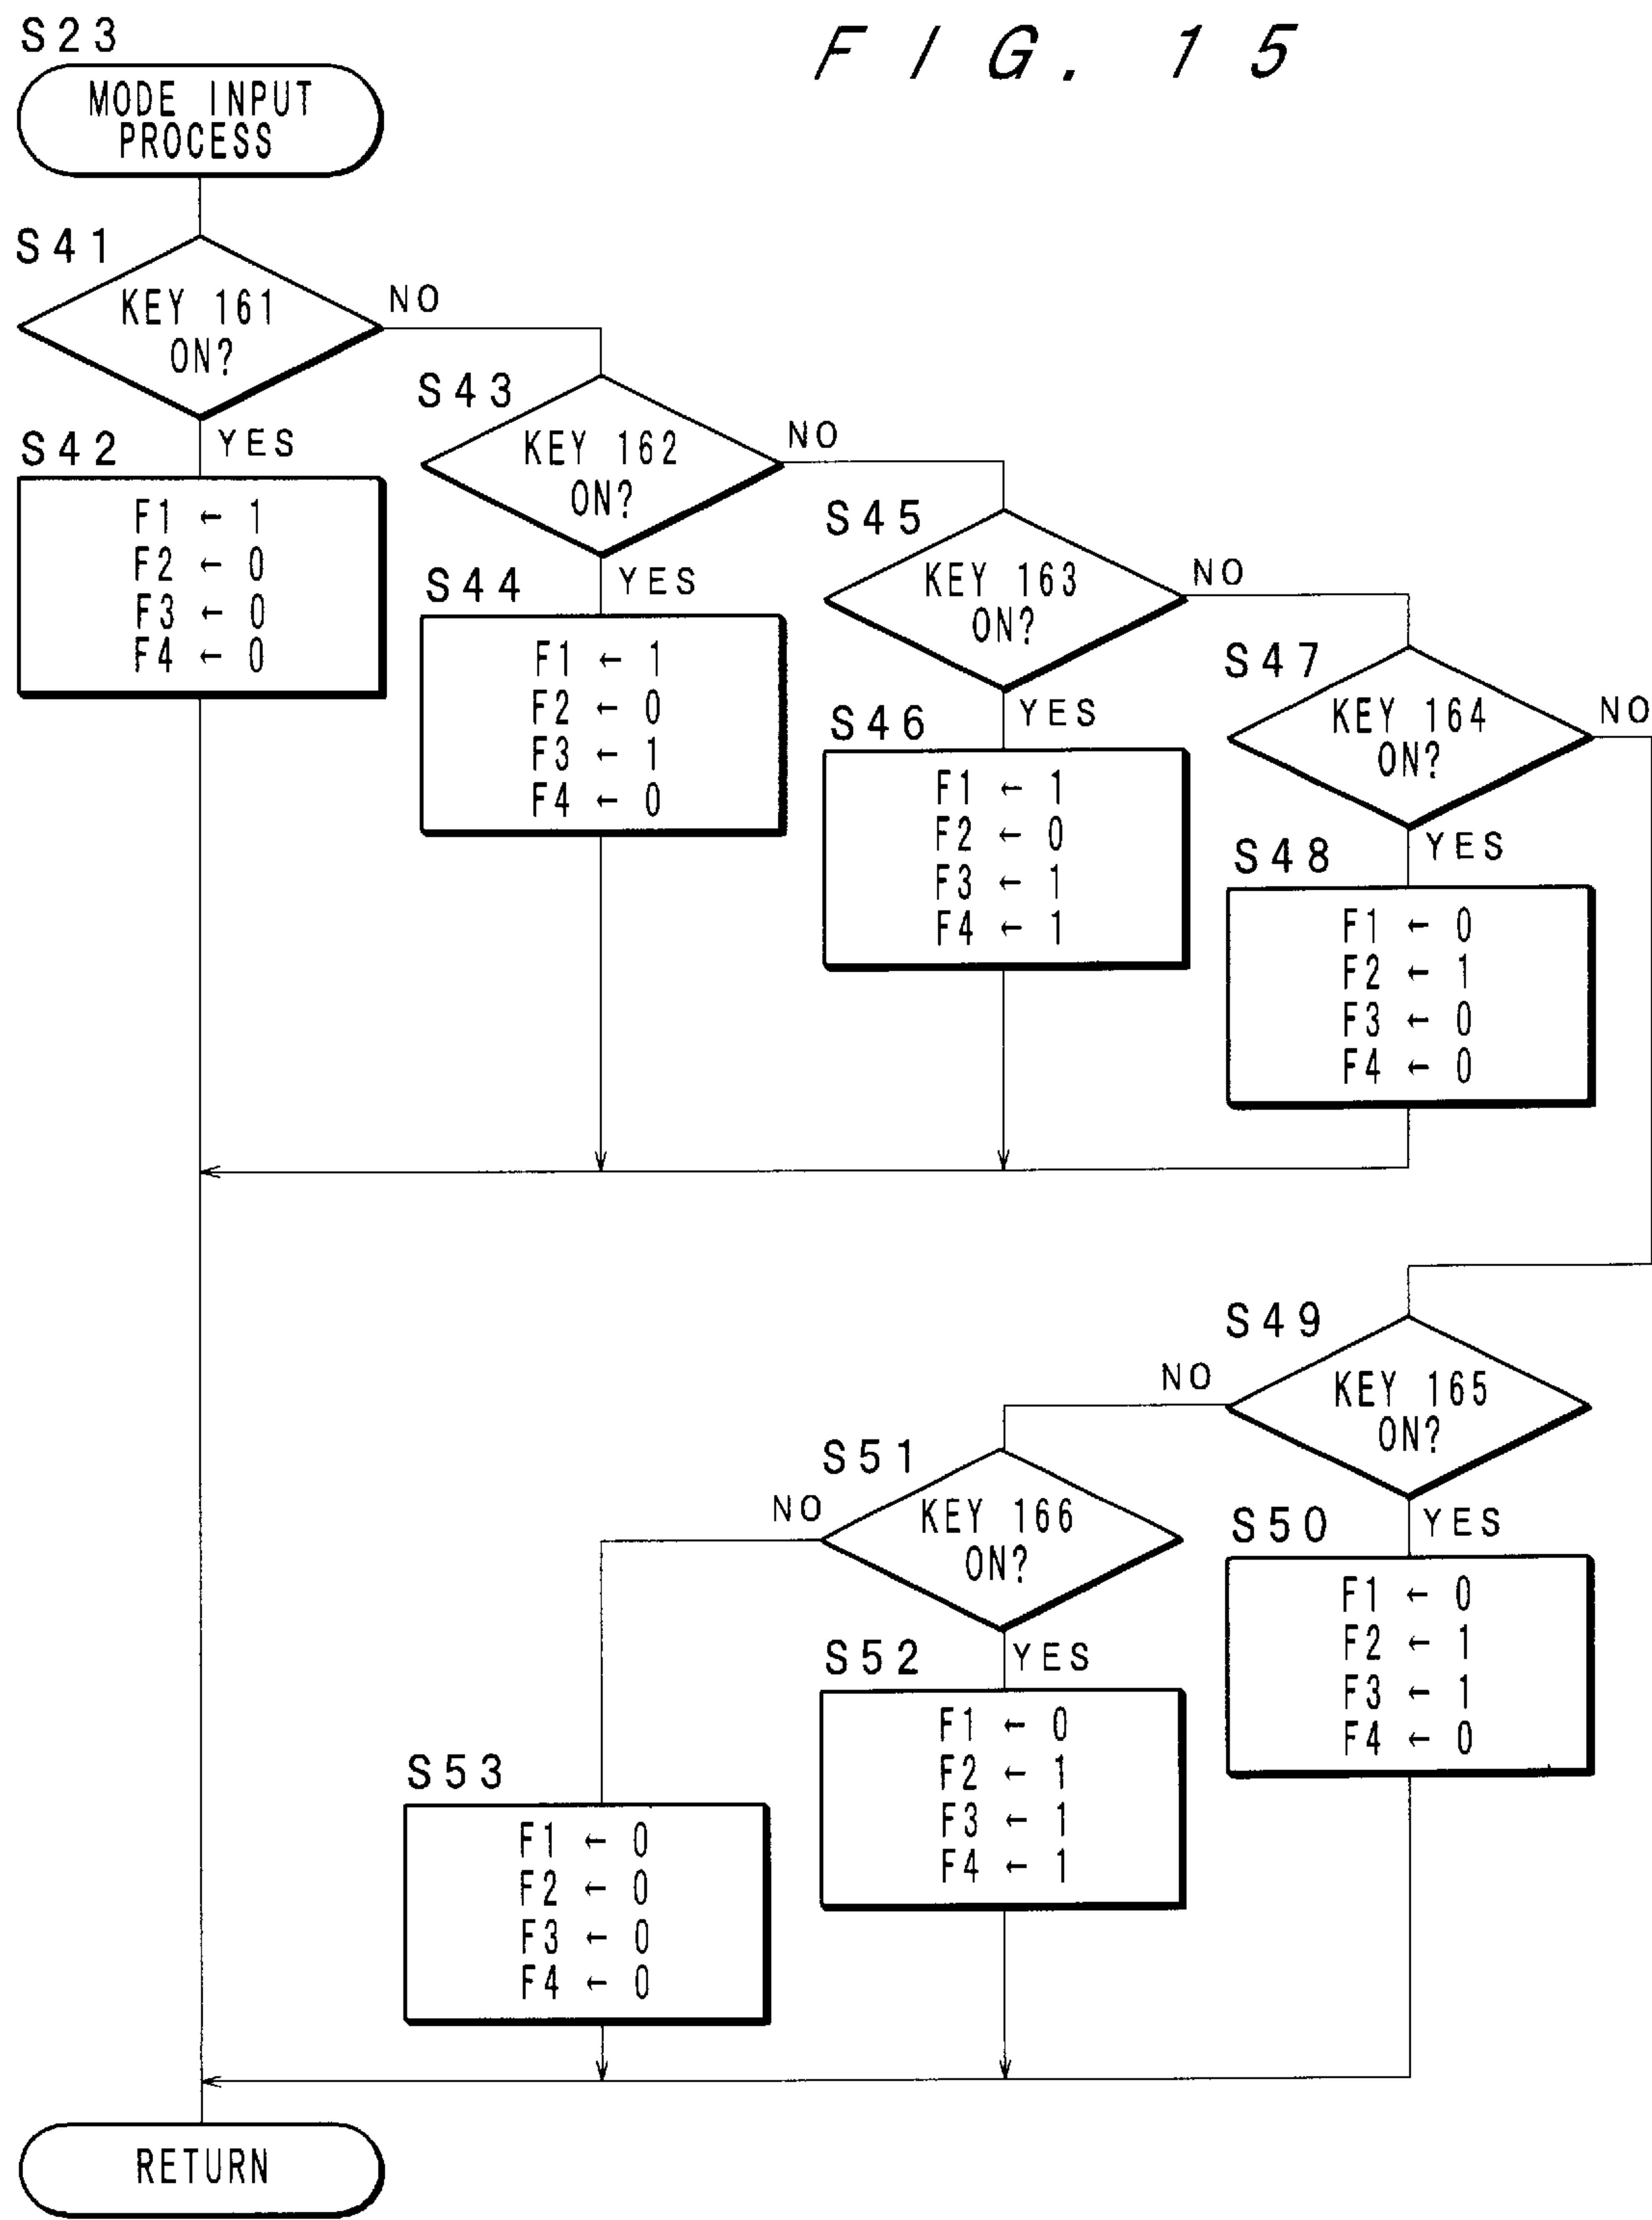 FIG. 15
S23
MODE INPUT
PROCESS
S41
KEY 161
ON?
NO
YES
S42
F1 ← 1
F2 ← 0
F3 ← 0
F4 ← 0
S43
KEY 162
ON?
NO
YES
S44
F1 ← 1
F2 ← 0
F3 ← 1
F4 ← 0
S45
KEY 163
ON?
NO
YES
S46
F1 ← 1
F2 ← 0
F3 ← 1
F4 ← 1
S47
KEY 164
ON?
NO
YES
S48
F1 ← 0
F2 ← 1
F3 ← 0
F4 ← 0
S49
KEY 165
ON?
NO
YES
S50
F1 ← 0
F2 ← 1
F3 ← 1
F4 ← 0
S51
KEY 166
ON?
NO
YES
S52
F1 ← 0
F2 ← 1
F3 ← 1
F4 ← 1
S53
F1 ← 0
F2 ← 0
F3 ← 0
F4 ← 0
RETURN